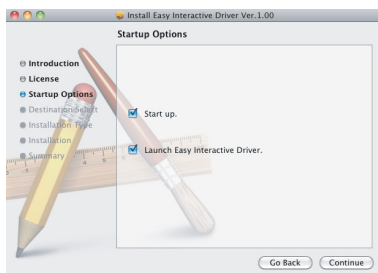 Install Easy Interactive Driver Ver.1.00
Startup Options
Introduction
License
Startup Options
Destination Select
Installation Type
Installation
Summary
Start up.
Launch Easy Interactive Driver.
Go Back
Continue